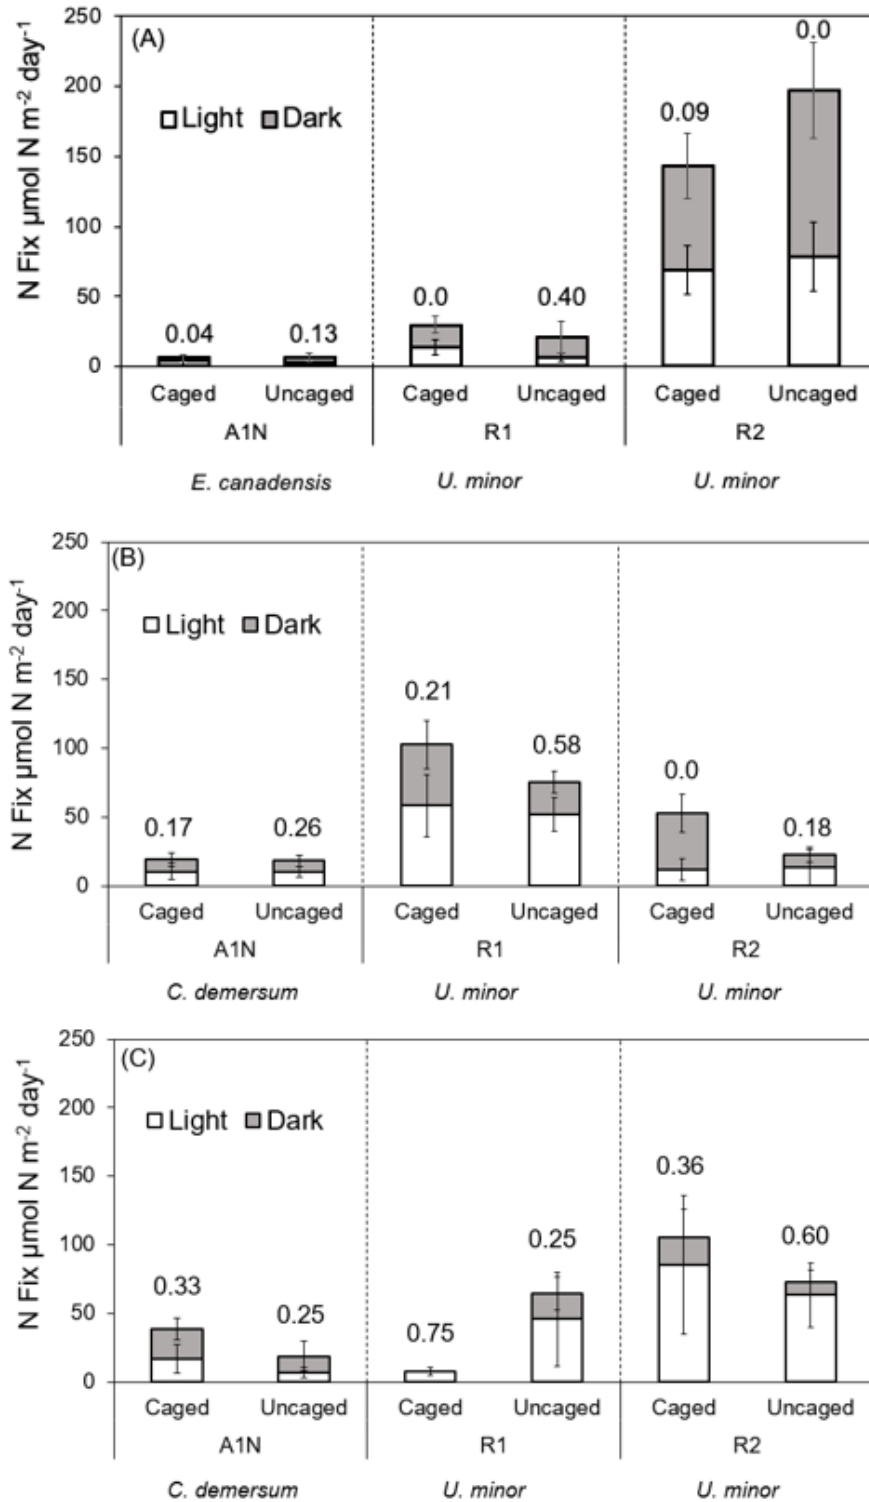 (A)
N Fix µmol N m⁻² day⁻¹
250
200
150
100
50
0
Light Dark
0.04 0.13 0.0 0.40 0.09 0.0
Caged Uncaged Caged Uncaged Caged Uncaged
A1N R1 R2
E. canadensis U. minor U. minor
(B)
N Fix µmol N m⁻² day⁻¹
250
200
150
100
50
0
Light Dark
0.17 0.26 0.21 0.58 0.0 0.18
Caged Uncaged Caged Uncaged Caged Uncaged
A1N R1 R2
C. demersum U. minor U. minor
(C)
N Fix µmol N m⁻² day⁻¹
250
200
150
100
50
0
Light Dark
0.33 0.25 0.75 0.25 0.36 0.60
Caged Uncaged Caged Uncaged Caged Uncaged
A1N R1 R2
C. demersum U. minor U. minor